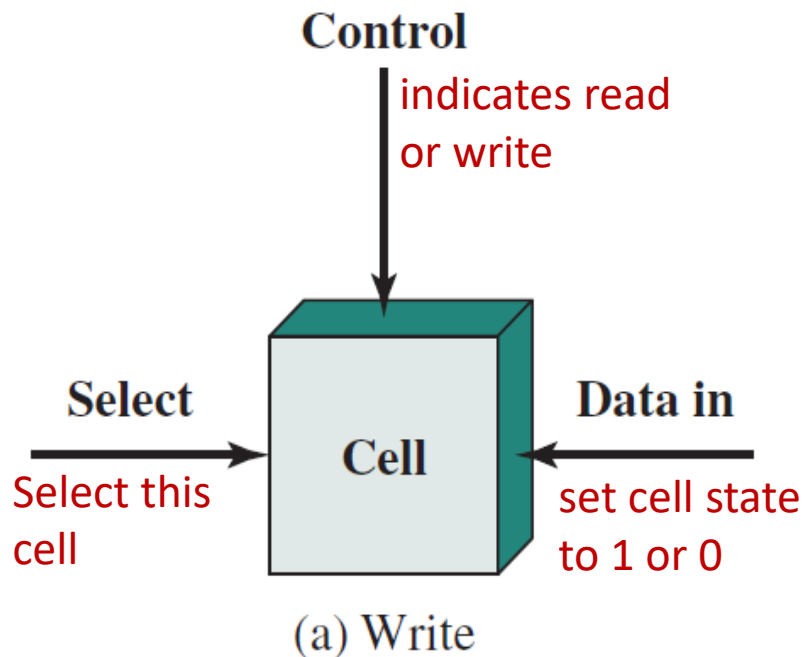 Control
indicates read
or write
Select
Data in
Cell
Select this
cell
set cell state
to 1 or 0
(a) Write